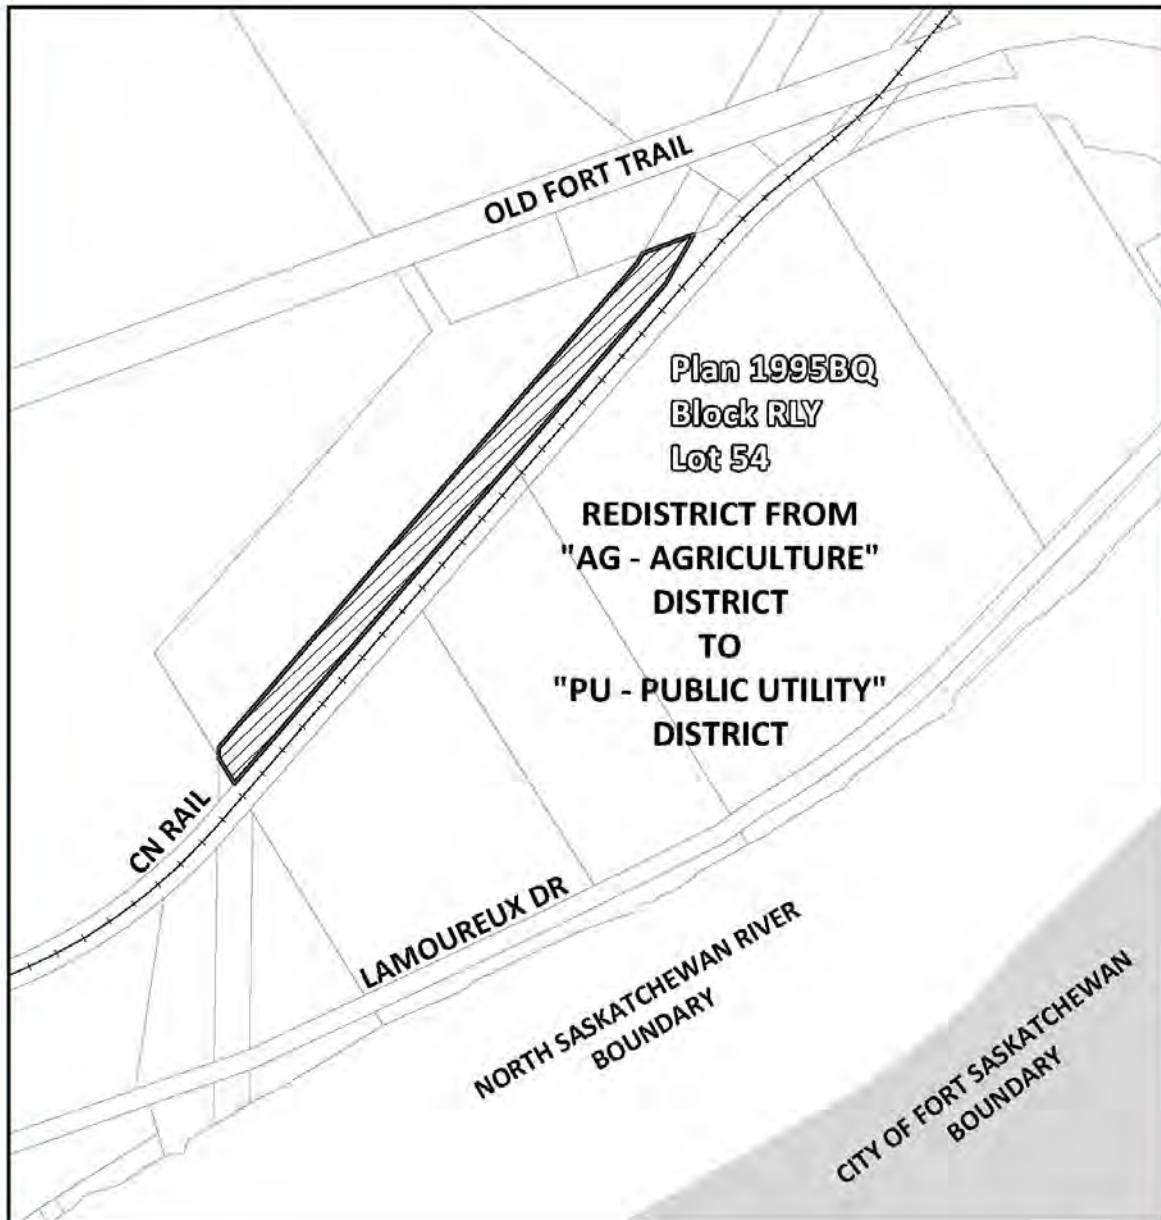 OLD FORT TRAIL
Plan 1995BQ
Block RLY
Lot 54
REDISTRICT FROM
"AG - AGRICULTURE"
DISTRICT
TO
"PU - PUBLIC UTILITY"
DISTRICT
CN RAIL
LAMOUREUX DR
NORTH SASKATCHEWAN RIVER
BOUNDARY
CITY OF FORT SASKATCHEWAN
BOUNDARY